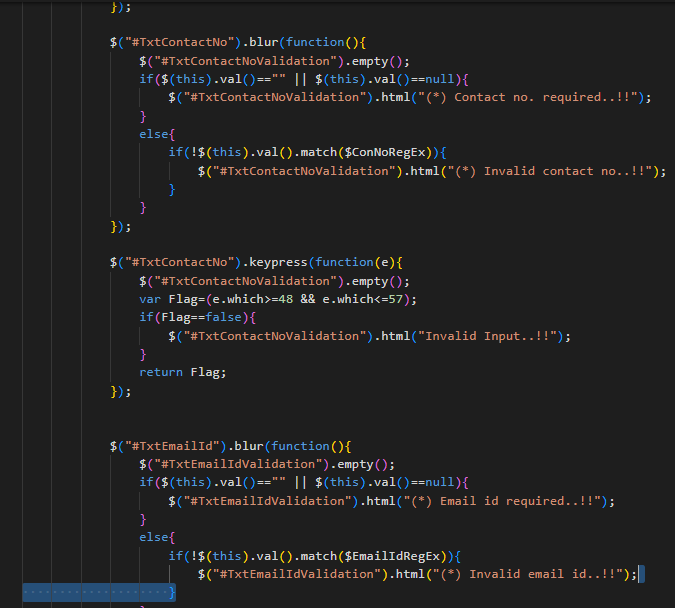 });
$("#TxtContactNo").blur(function(){
$("#TxtContactNoValidation").empty();
if($(this).val()=="" || $(this).val()==null){
$("#TxtContactNoValidation").html("(*) Contact no. required..!!");
}
else{
if(!$(this).val().match($ConNoRegEx)){
$("#TxtContactNoValidation").html("(*) Invalid contact no..!!");
}
}
});
$("#TxtContactNo").keypress(function(e){
$("#TxtContactNoValidation").empty();
var Flag=(e.which>=48 && e.which<=57);
if(Flag==false){
$("#TxtContactNoValidation").html("Invalid Input..!!");
}
return Flag;
});
$("#TxtEmailId").blur(function(){
$("#TxtEmailIdValidation").empty();
if($(this).val()=="" || $(this).val()==null){
$("#TxtEmailIdValidation").html("(*) Email id required..!!");
}
else{
if(!$(this).val().match($EmailIdRegEx)){
$("#TxtEmailIdValidation").html("(*) Invalid email id..!!");
}
}